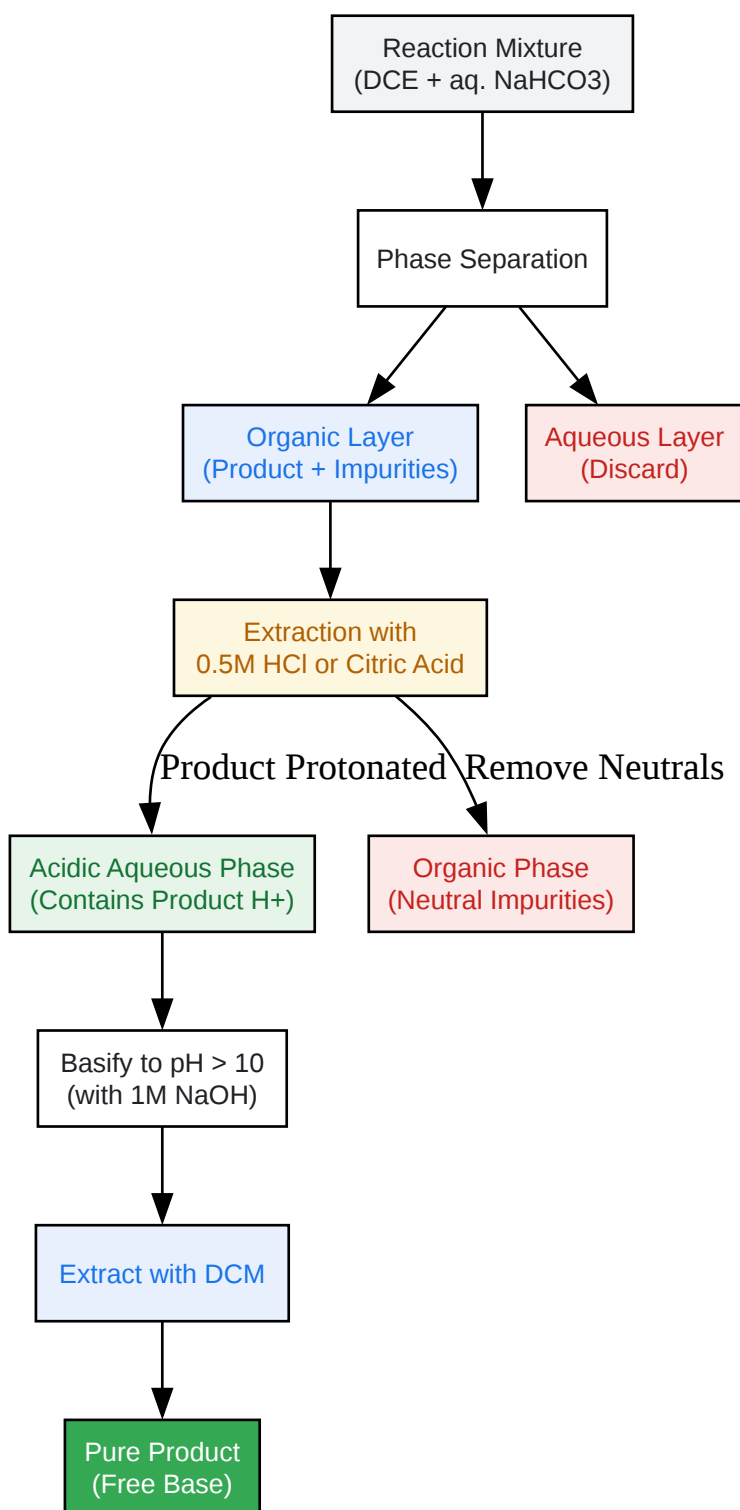 Reaction Mixture
(DCE + aq. NaHCO3)
Phase Separation
Organic Layer
(Product + Impurities)
Aqueous Layer
(Discard)
Extraction with
0.5M HCl or Citric Acid
Product Protonated
Remove Neutrals
Acidic Aqueous Phase
(Contains Product H+)
Organic Phase
(Neutral Impurities)
Basify to pH > 10
(with 1M NaOH)
Extract with DCM
Pure Product
(Free Base)